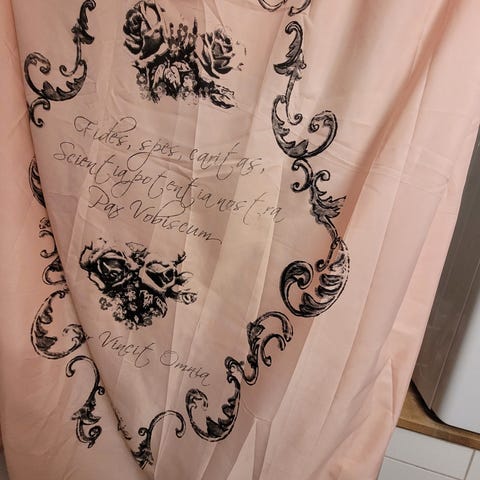 Fides, spes, caritas,
Scientia potentia nostra
Pax Vobiscum
Vincit Omnia